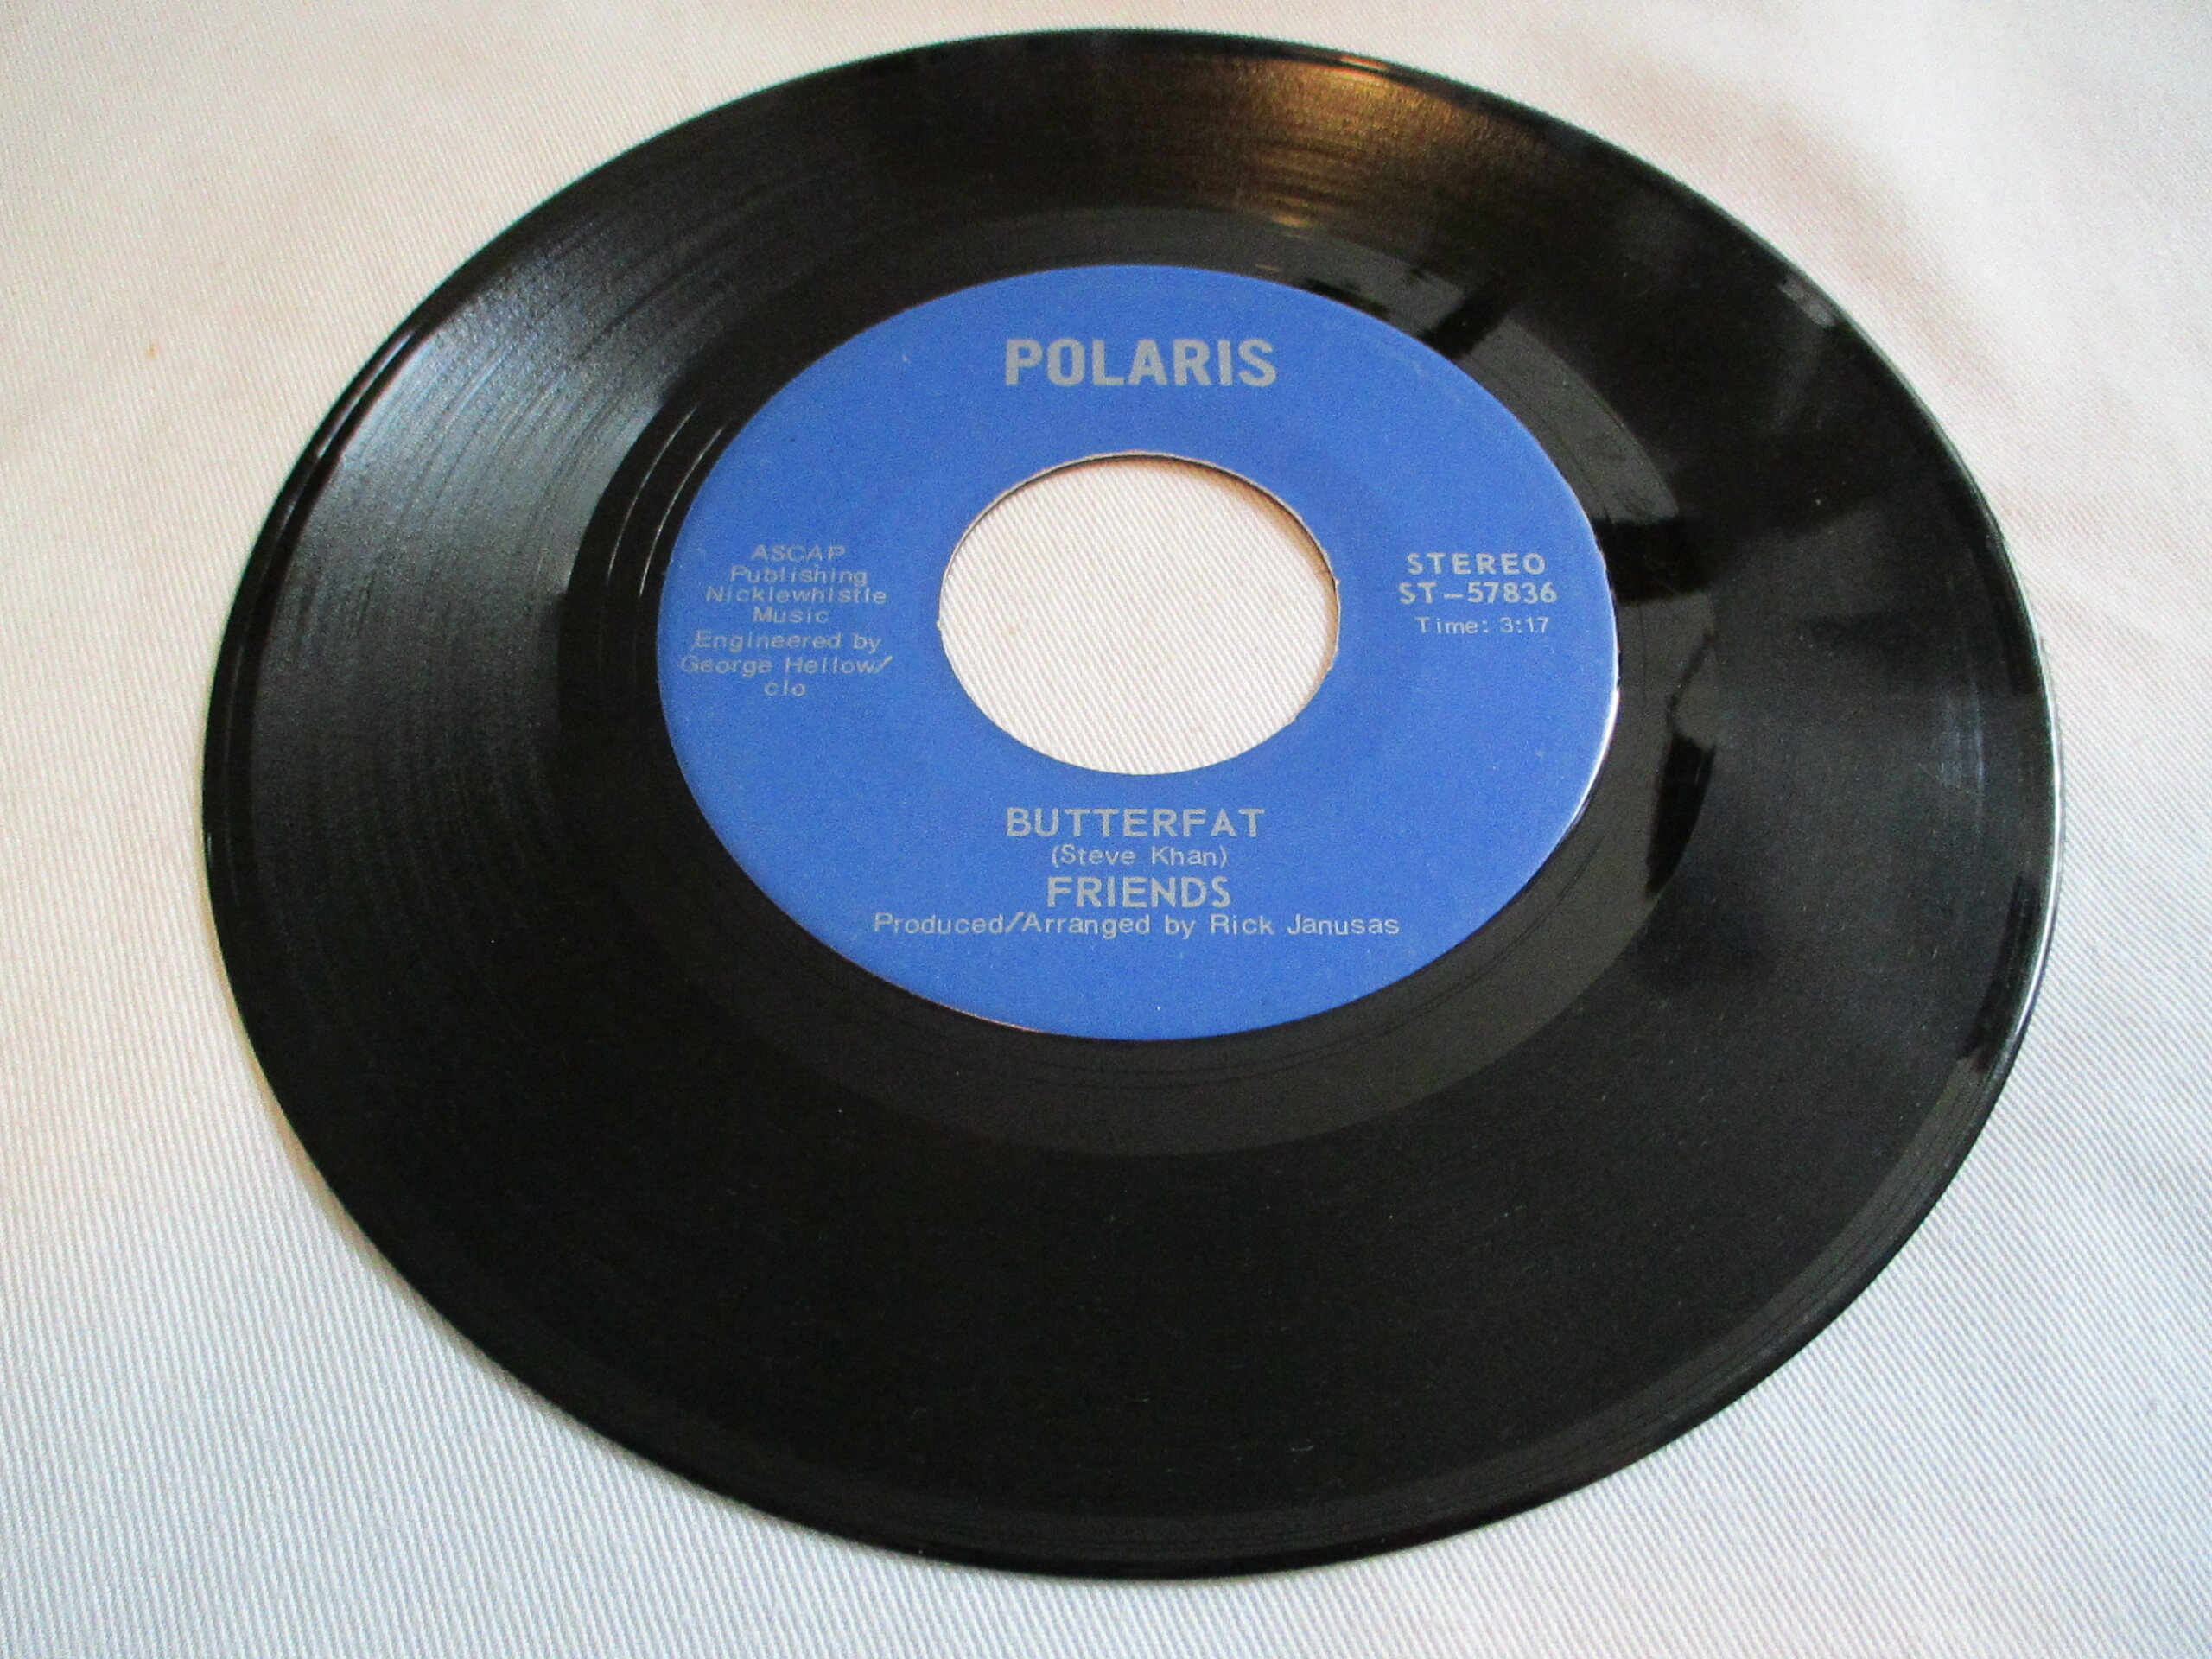 POLARIS
ASCAP
Publishing
Nicklewhistle
Music
Engineered by
George Hellow/
clo
STEREO
ST-57836
Time: 3:17
BUTTERFAT
(Steve Khan)
FRIENDS
Produced/Arranged by Rick Janusas